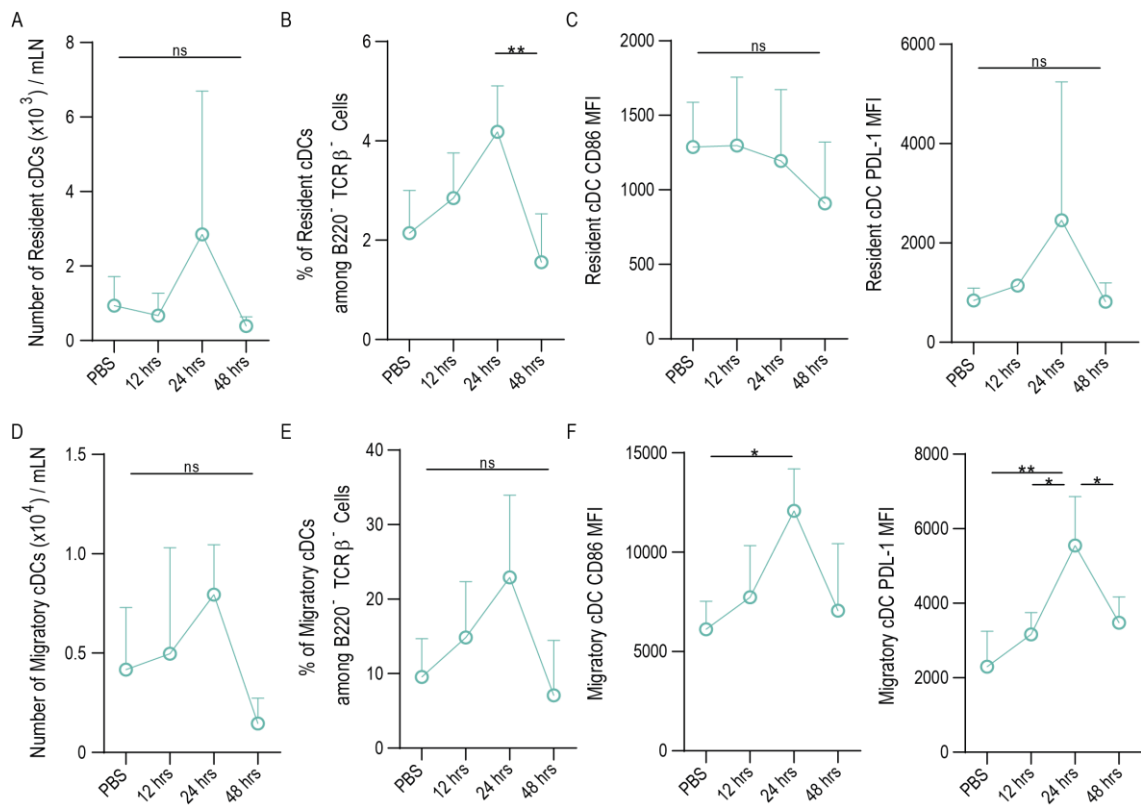 A
Number of Resident cDCs (x10³) / mLN
8
6
4
2
0
ns
PBS
12 hrs
24 hrs
48 hrs
B
% of Resident cDCs
among B220⁻ TCRβ⁻ Cells
6
4
2
0
**
PBS
12 hrs
24 hrs
48 hrs
C
Resident cDC CD86 MFI
2000
1500
1000
500
0
ns
PBS
12 hrs
24 hrs
48 hrs
Resident cDC PDL-1 MFI
6000
4000
2000
0
ns
PBS
12 hrs
24 hrs
48 hrs
D
Number of Migratory cDCs (x10⁴) / mLN
1.5
1.0
0.5
0
ns
PBS
12 hrs
24 hrs
48 hrs
E
% of Migratory cDCs
among B220⁻ TCRβ⁻ Cells
40
30
20
10
0
ns
PBS
12 hrs
24 hrs
48 hrs
F
Migratory cDC CD86 MFI
15000
10000
5000
0
*
PBS
12 hrs
24 hrs
48 hrs
Migratory cDC PDL-1 MFI
8000
6000
4000
2000
0
**
*
*
PBS
12 hrs
24 hrs
48 hrs